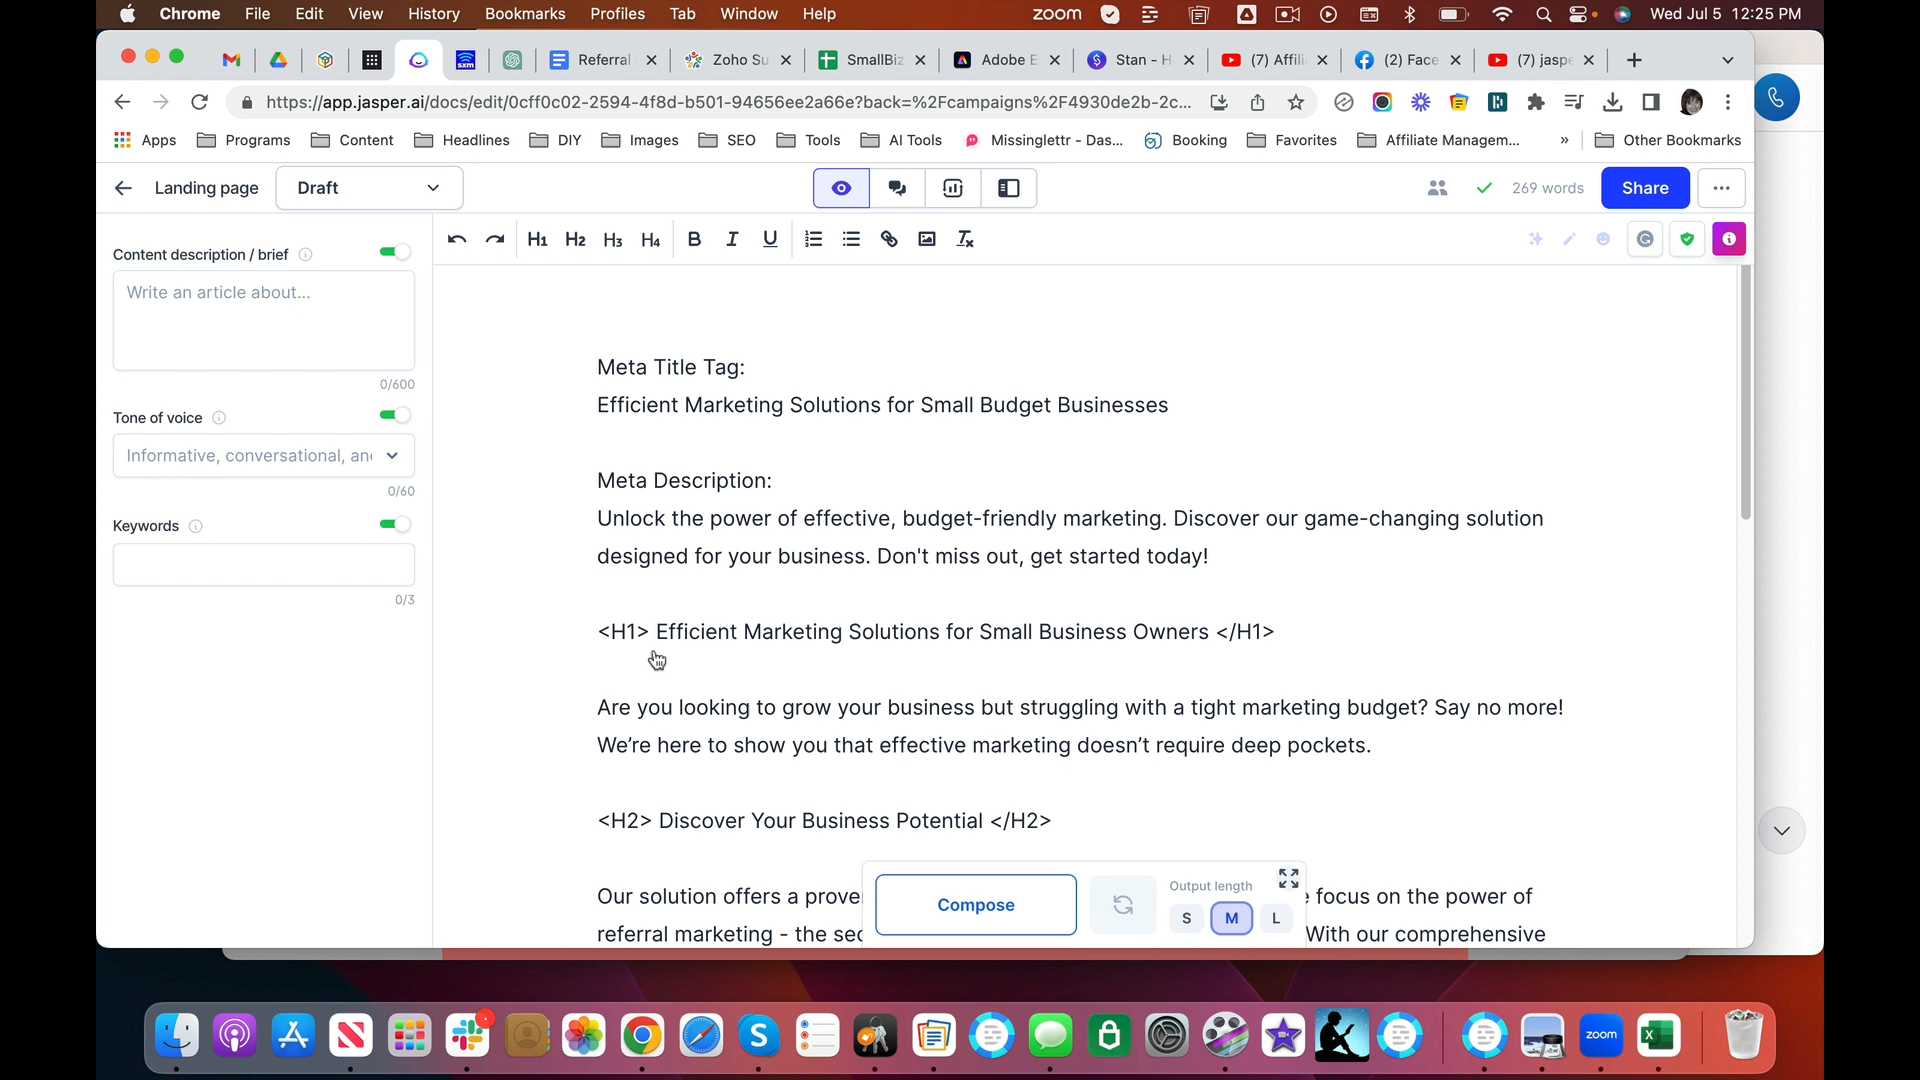 Chrome File Edit View History Bookmarks Profiles Tab Window Help zoom Wed Jul 5 12:25 PM
Referral Zoho Su SmallBiz Adobe E Stan - H (7) Affili (2) Face (7) jaspe
https://app.jasper.ai/docs/edit/0cff0c02-2594-4f8d-b501-94656ee2a66e?back=%2Fcampaigns%2F4930de2b-2c...
Apps Programs Content Headlines DIY Images SEO Tools AI Tools Missinglettr - Das... Booking Favorites Affiliate Managem... » Other Bookmarks
Landing page Draft 269 words Share
H1 H2 H3 H4 B I U
Content description / brief
Write an article about...
0/600
Tone of voice
Informative, conversational, an
0/60
Keywords
0/3
Meta Title Tag:
Efficient Marketing Solutions for Small Budget Businesses
Meta Description:
Unlock the power of effective, budget-friendly marketing. Discover our game-changing solution
designed for your business. Don't miss out, get started today!
<H1> Efficient Marketing Solutions for Small Business Owners </H1>
Are you looking to grow your business but struggling with a tight marketing budget? Say no more!
We’re here to show you that effective marketing doesn’t require deep pockets.
<H2> Discover Your Business Potential </H2>
Our solution offers a prove focus on the power of
referral marketing - the sec With our comprehensive
Compose
Output length
S M L
zoom